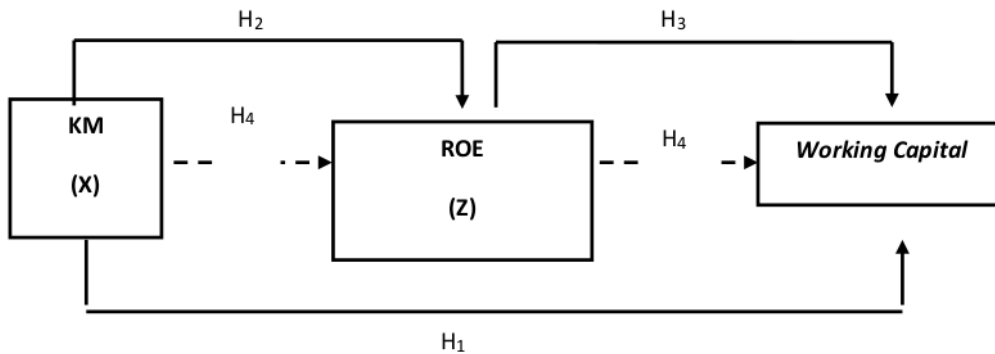 H₂
H₃
KM
(X)
H₄
ROE
(Z)
H₄
Working Capital
H₁